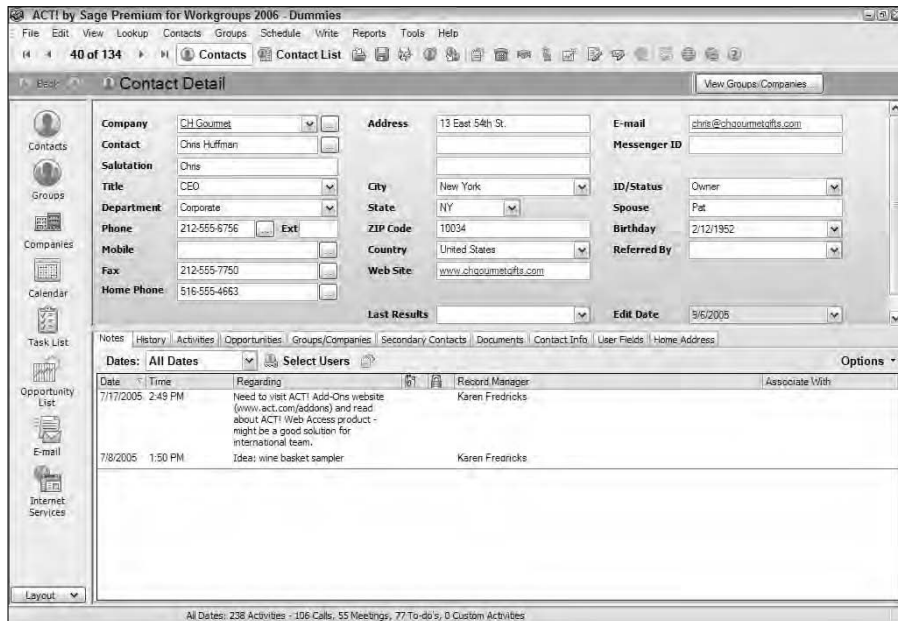 ACT! by Sage Premium for Workgroups 2006 - Dummies
File Edit View Lookup Contacts Groups Schedule Write Reports Tools Help
40 of 134 Contacts Contact List
Back Contact Detail View Groups/Companies
Contacts
Groups
Companies
Calendar
Task List
Opportunity
List
E-mail
Internet
Services
Layout
Company CH Gourmet Address 13 East 54th St. E-mail chris@chgourmetgifts.com
Contact Chris Huffman Messenger ID
Salutation Chris
Title CEO City New York ID/Status Owner
Department Corporate State NY Spouse Pat
Phone 212-555-6756 Ext ZIP Code 10034 Birthday 2/12/1952
Mobile Country United States Referred By
Fax 212-555-7750 Web Site www.chgourmetgifts.com
Home Phone 516-555-4663
Last Results Edit Date 9/6/2005
Notes History Activities Opportunities Groups/Companies Secondary Contacts Documents Contact Info User Fields Home Address
Dates: All Dates Select Users Options
Date Time Regarding Record Manager Associate With
7/17/2005 2:49 PM Need to visit ACT! Add-Ons website Karen Fredricks
(www.act.com/addons) and read
about ACT! Web Access product -
might be a good solution for
international team.
7/8/2005 1:50 PM Idea: wine basket sampler Karen Fredricks
All Dates: 238 Activities - 106 Calls, 55 Meetings, 77 To-do's, 0 Custom Activities